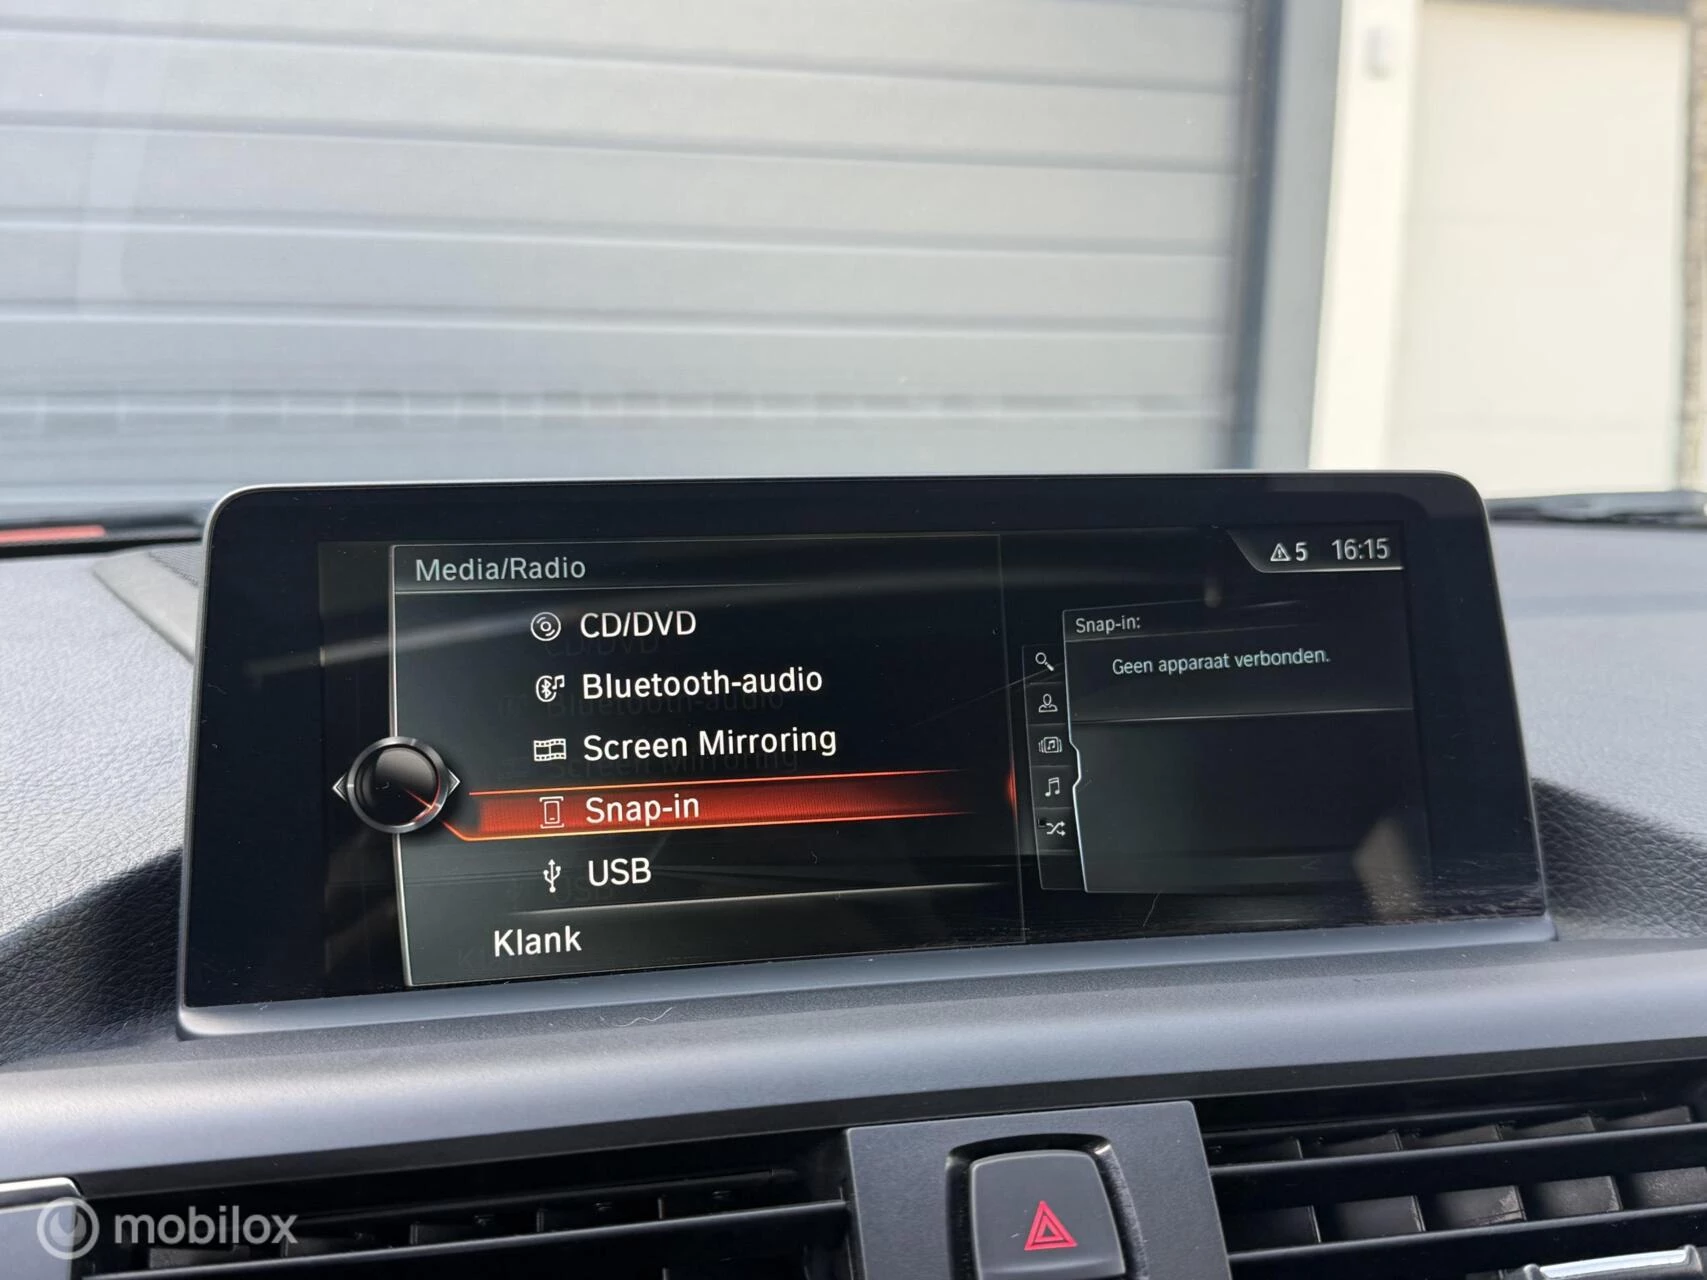 Media/Radio
5 16:15
CD/DVD
Bluetooth-audio
Screen Mirroring
Snap-in
USB
Klank
Snap-in:
Geen apparaat verbonden.
mobilox